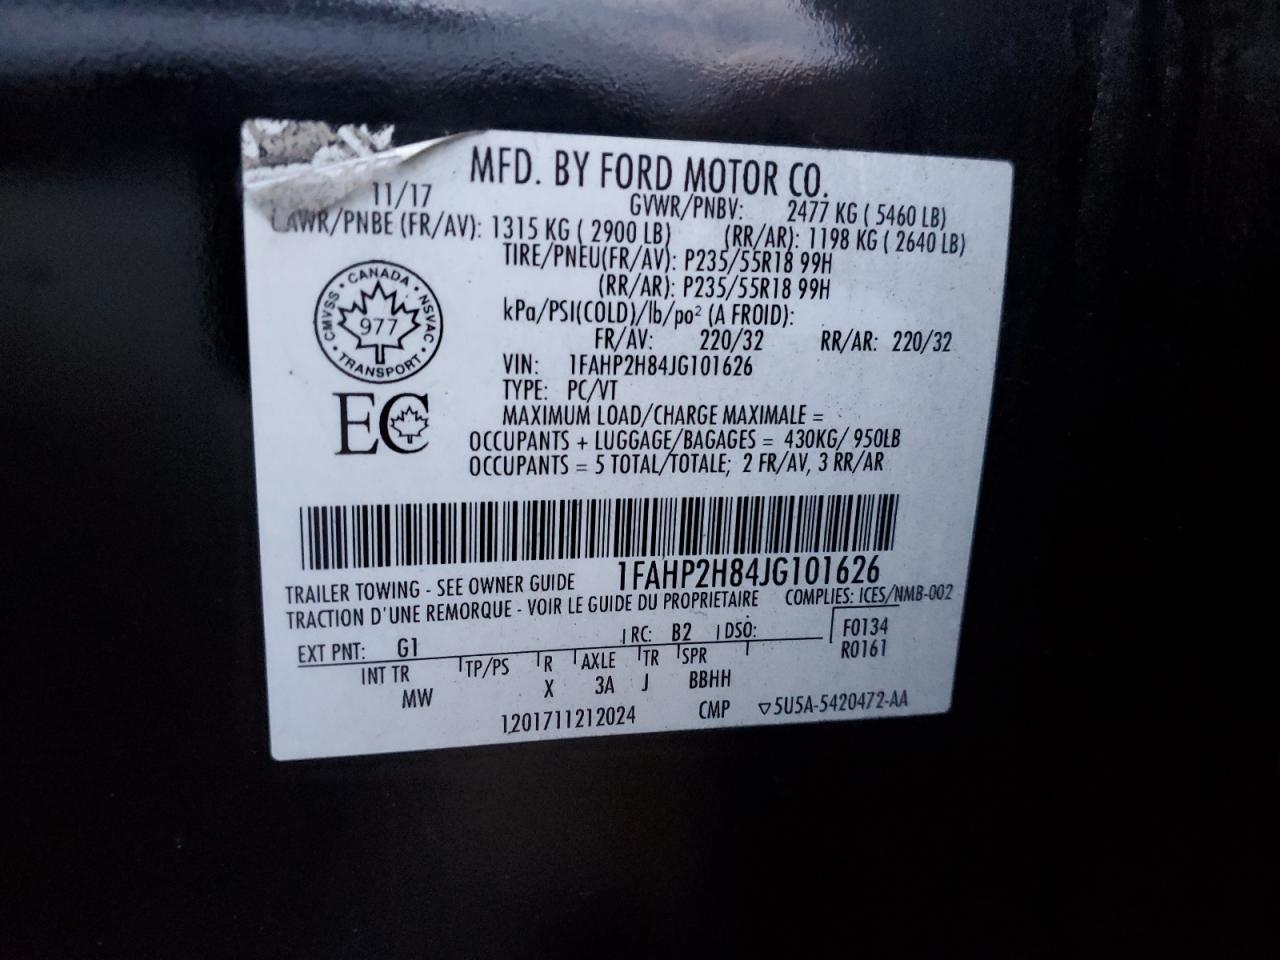 MFD. BY FORD MOTOR CO.
11/17 GVWR/PNBV: 2477 KG ( 5460 LB)
GAWR/PNBE (FR/AV): 1315 KG ( 2900 LB) (RR/AR): 1198 KG ( 2640 LB)
TIRE/PNEU(FR/AV): P235/55R18 99H
(RR/AR): P235/55R18 99H
kPa/PSI(COLD)/lb/po² (A FROID):
FR/AV: 220/32 RR/AR: 220/32
VIN: 1FAHP2H84JG101626
TYPE: PC/VT
MAXIMUM LOAD/CHARGE MAXIMALE =
OCCUPANTS + LUGGAGE/BAGAGES = 430KG/ 950LB
OCCUPANTS = 5 TOTAL/TOTALE; 2 FR/AV, 3 RR/AR
CMVSS • CANADA • NSVAC • TRANSPORT •
977
EC
1FAHP2H84JG101626
TRAILER TOWING - SEE OWNER GUIDE
TRACTION D'UNE REMORQUE - VOIR LE GUIDE DU PROPRIETAIRE
COMPLIES: ICES/NMB-002
EXT PNT: G1 RC: B2 DSO: F0134
R0161
INT TR TP/PS R AXLE TR SPR
MW X 3A J BBHH
1201711212024 CMP ▽5U5A-5420472-AA